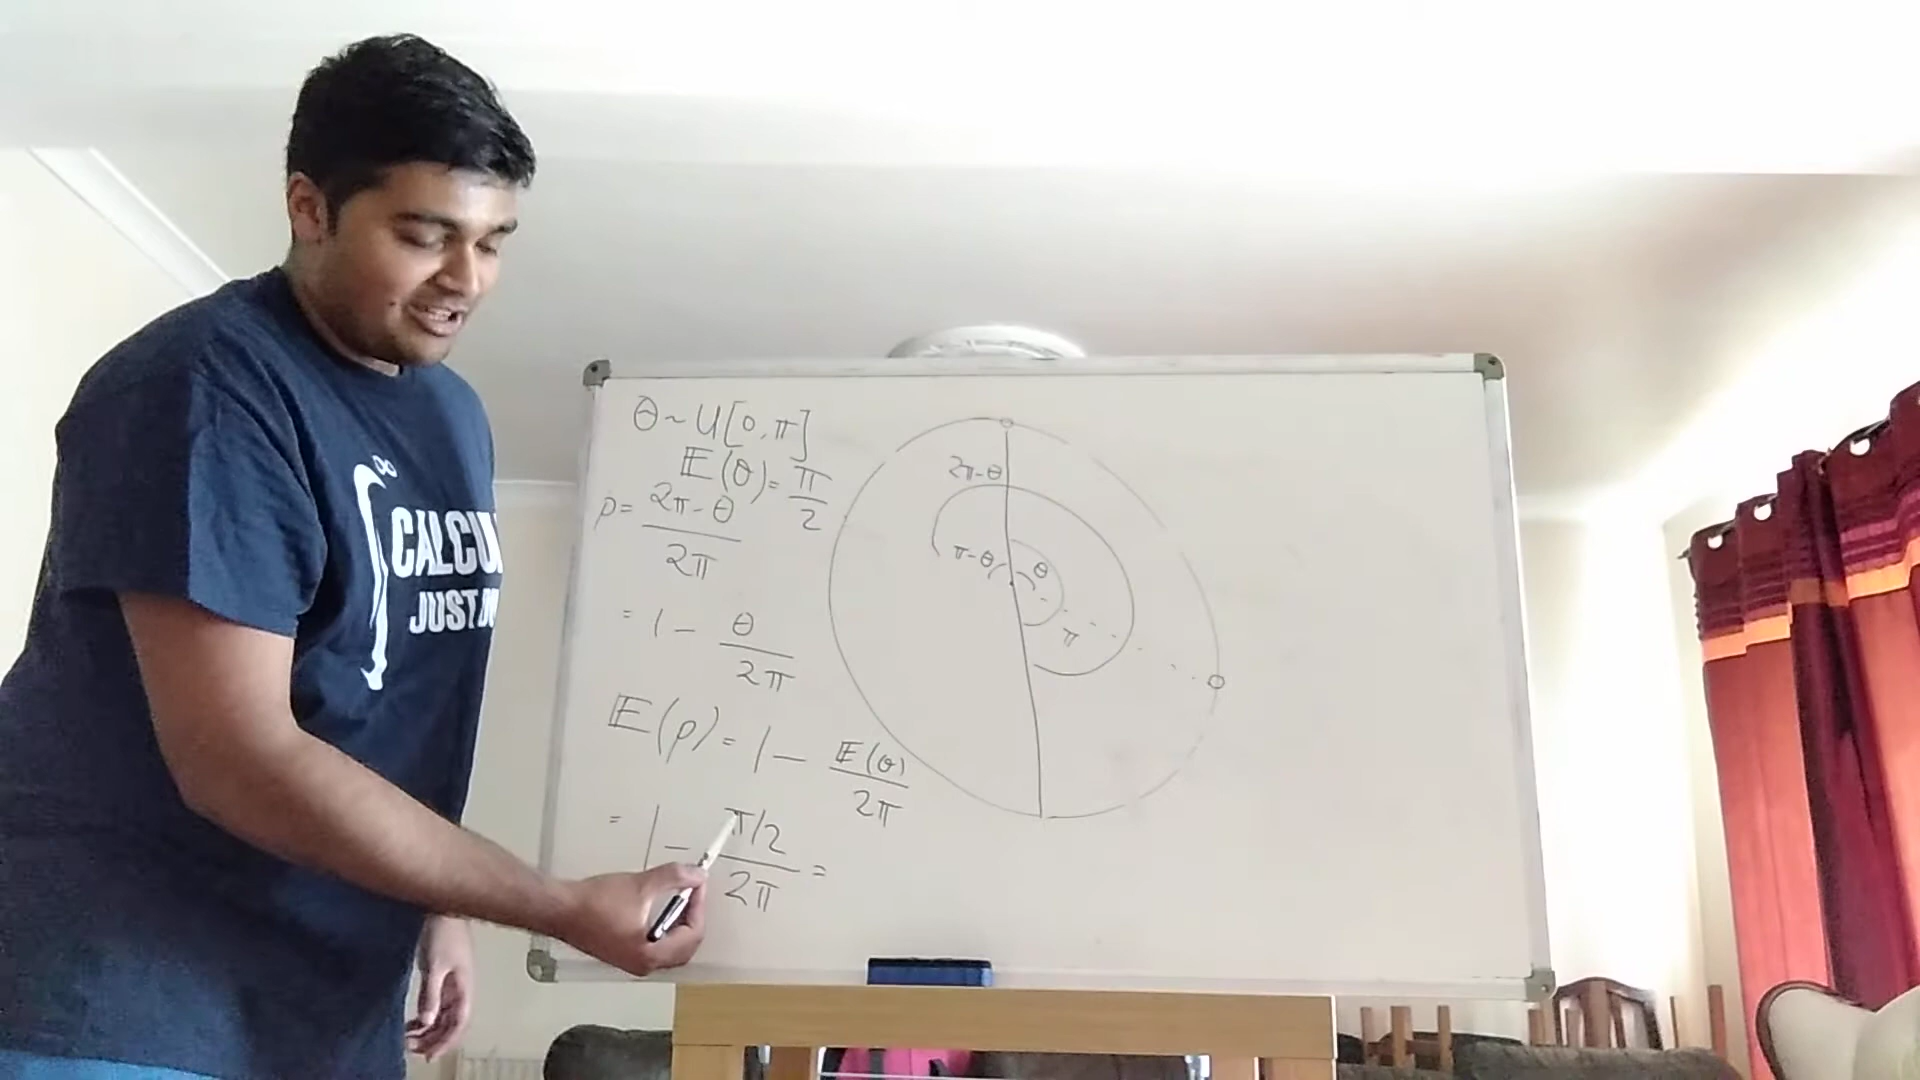 θ ~ U[0, π]
𝔼(θ) = π/2
p = (2π - θ)/2π
= 1 - θ/2π
𝔼(p) = 1 - 𝔼(θ)/2π
= 1 - (π/2)/2π =
2π-θ
π-θ
θ
π
∫ ∞
CALCU
JUST